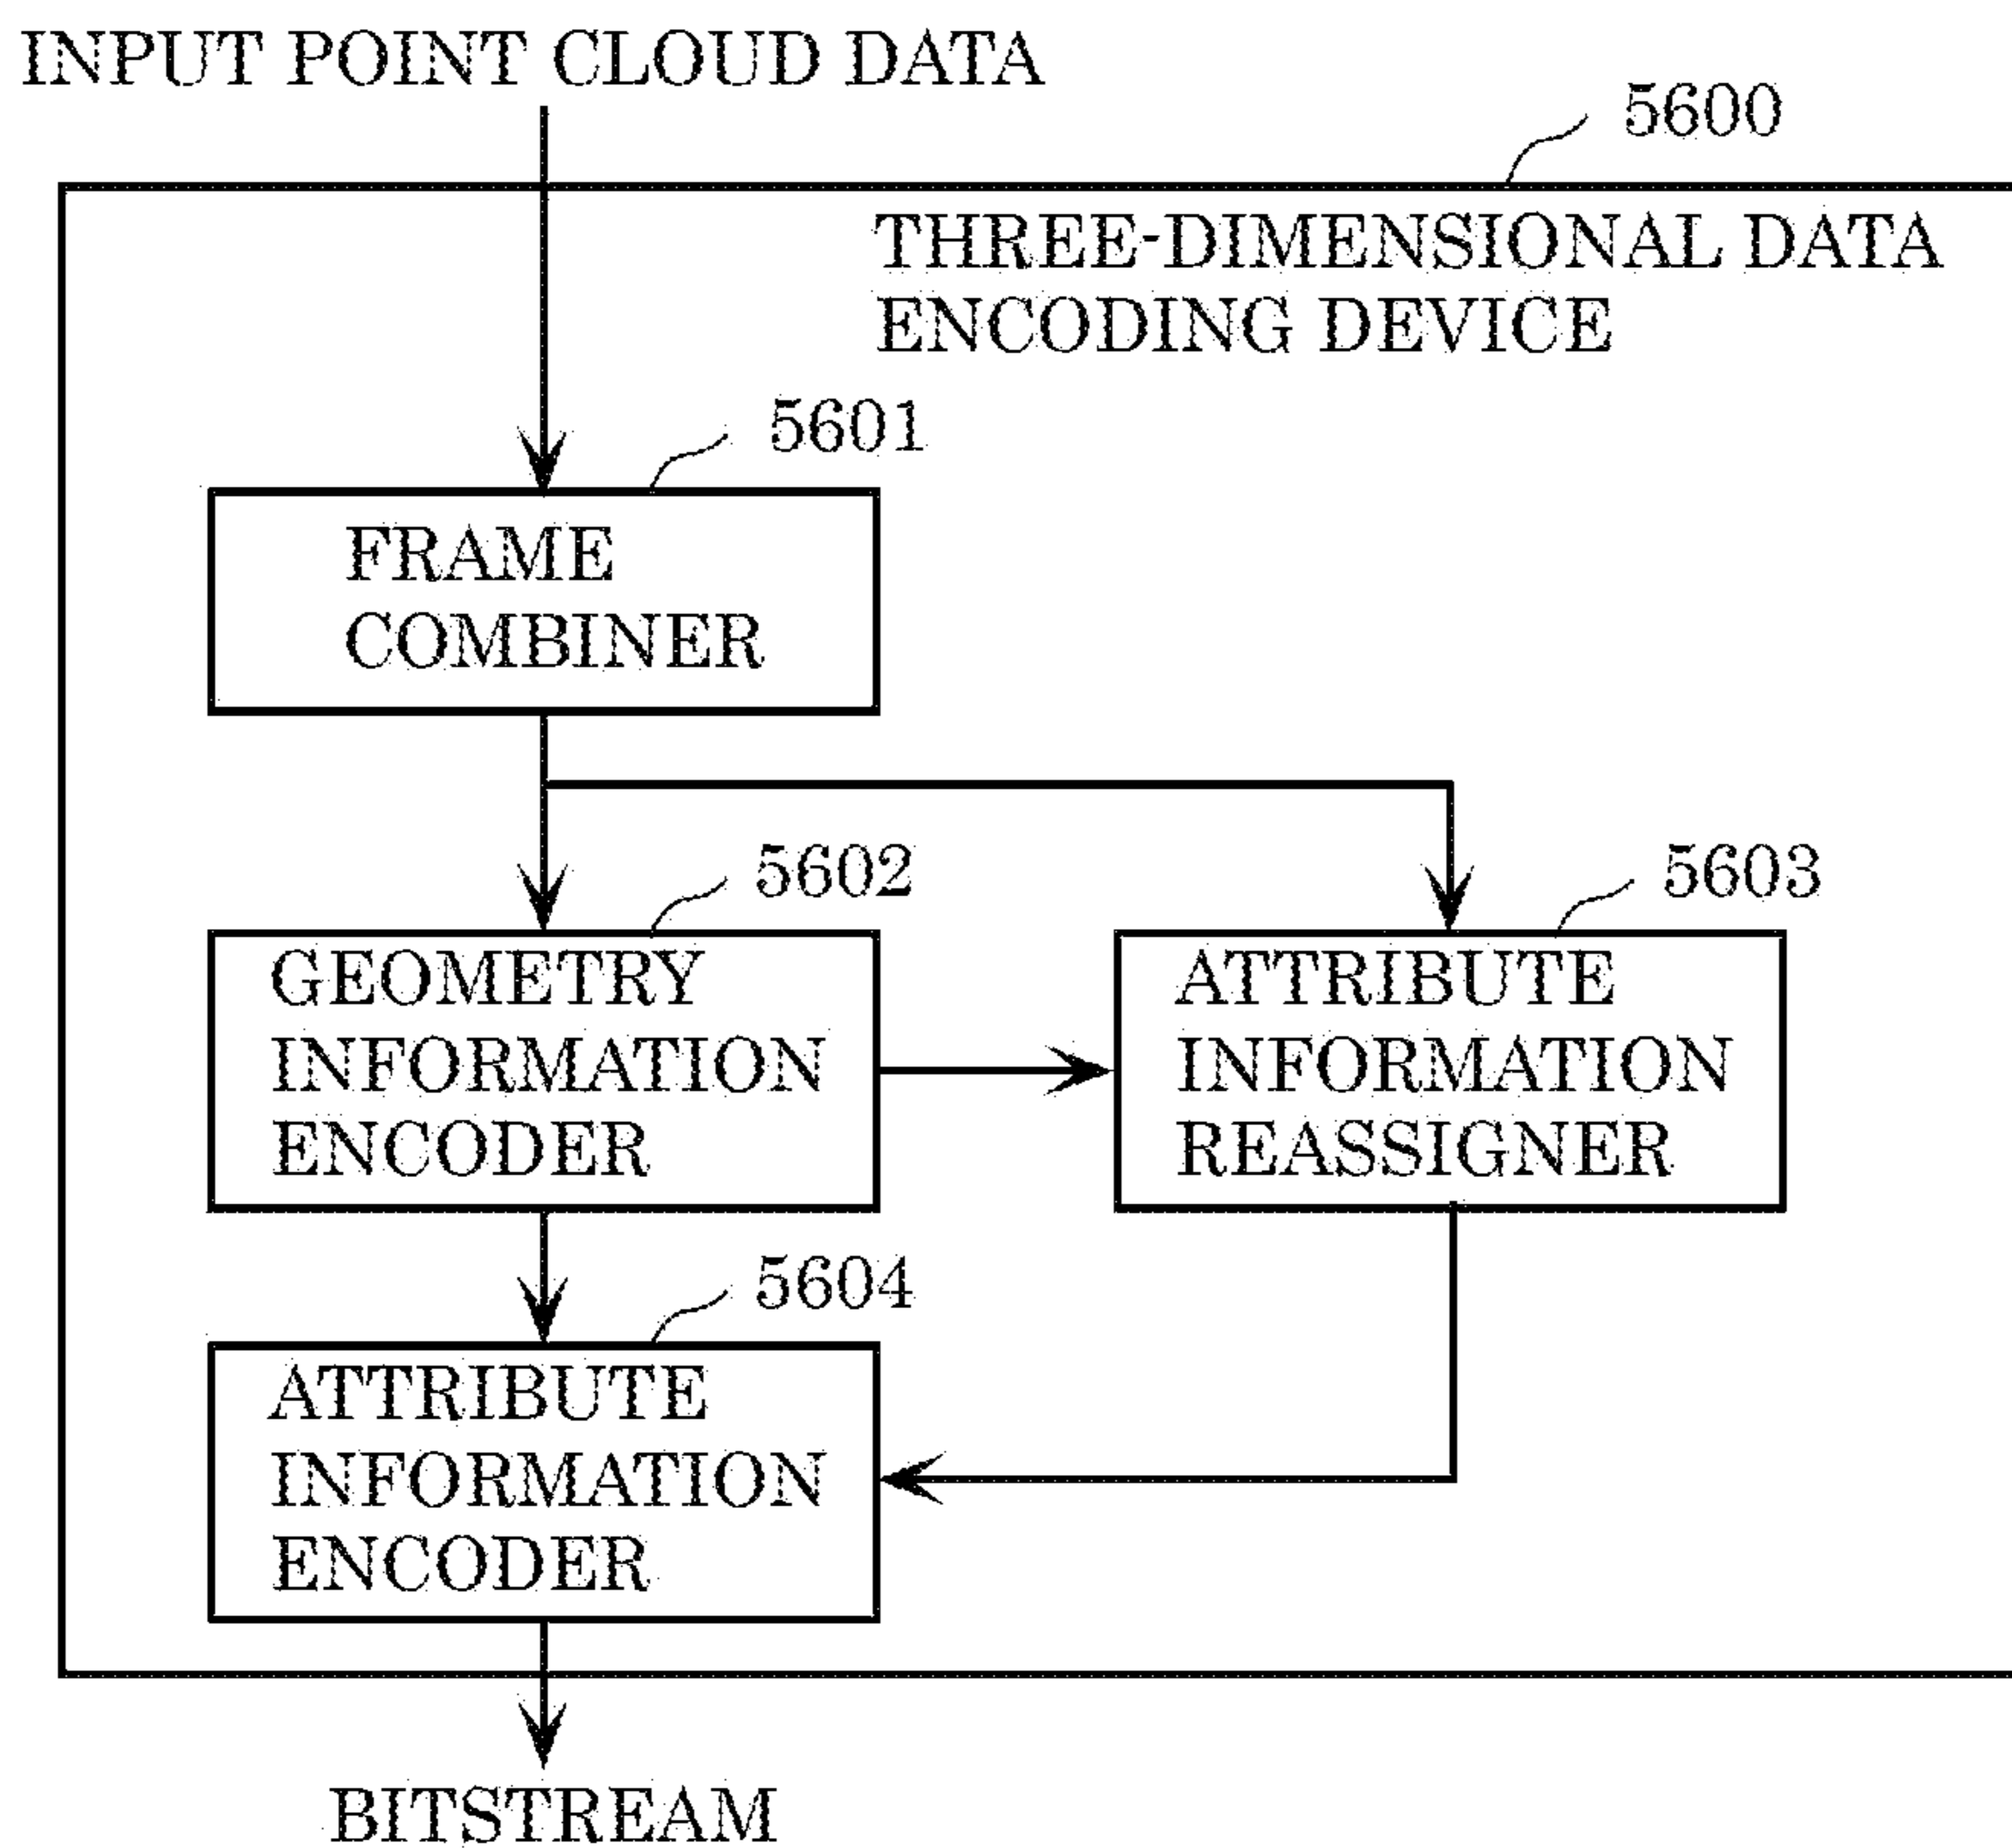 INPUT POINT CLOUD DATA
5600
THREE-DIMENSIONAL DATA
ENCODING DEVICE
5601
FRAME
COMBINER
5602
5603
GEOMETRY
INFORMATION
ENCODER
ATTRIBUTE
INFORMATION
REASSIGNER
5604
ATTRIBUTE
INFORMATION
ENCODER
BITSTREAM